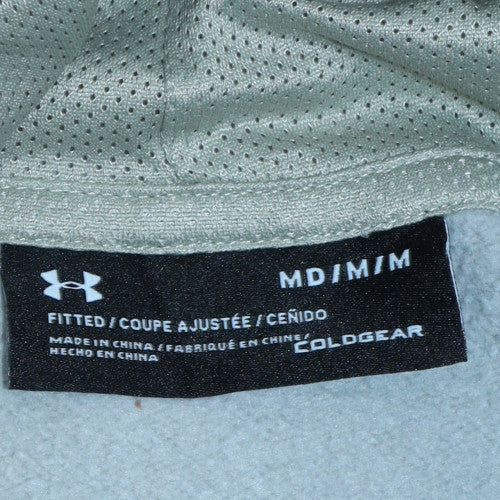 MD/M/M
FITTED / COUPE AJUSTÉE / CEÑIDO
MADE IN CHINA / FABRIQUÉ EN CHINE/
HECHO EN CHINA
COLDGEAR